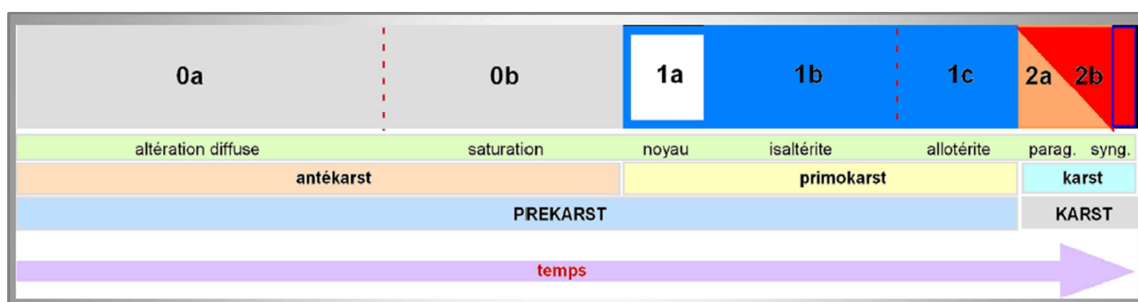 0a 0b 1a 1b 1c 2a 2b
altération diffuse saturation noyau isaltérite allotérite parag. syng.
antékarst primokarst karst
PREKARST KARST
temps